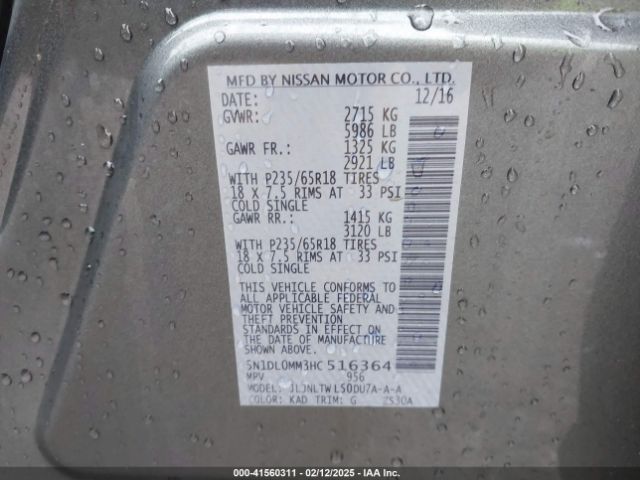 MFD BY NISSAN MOTOR CO., LTD.
DATE: 12/16
GVWR: 2715 KG
5986 LB
GAWR FR.: 1325 KG
2921 LB
WITH P235/65R18 TIRES
18 X 7.5 RIMS AT 33 PSI
COLD SINGLE
GAWR RR.: 1415 KG
3120 LB
WITH P235/65R18 TIRES
18 X 7.5 RIMS AT 33 PSI
COLD SINGLE
THIS VEHICLE CONFORMS TO
ALL APPLICABLE FEDERAL
MOTOR VEHICLE SAFETY AND
THEFT PREVENTION
STANDARDS IN EFFECT ON
THE DATE OF MANUFACTURE
SHOWN ABOVE.
5N1DL0MM3HC 516364
MPV 956
MODEL:
COLOR: KAD TRIM: G
000-41560311 - 02/12/2025 - IAA Inc.